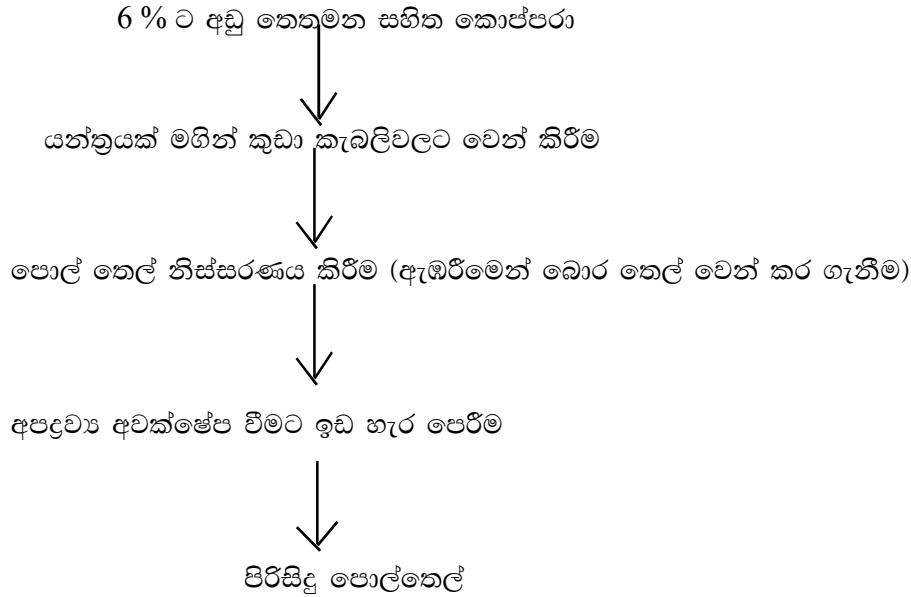 6 % ට අඩු තෙතමන සහිත කොප්පරා
යන්ත්‍රයක් මගින් කුඩා කැබලිවලට වෙන් කිරීම
පොල් තෙල් නිස්සරණය කිරීම (ඇඹරීමෙන් බොර තෙල් වෙන් කර ගැනීම)
අපද්‍රව්‍ය අවක්ෂේප වීමට ඉඩ හැර පෙරීම
පිරිසිදු පොල්තෙල්